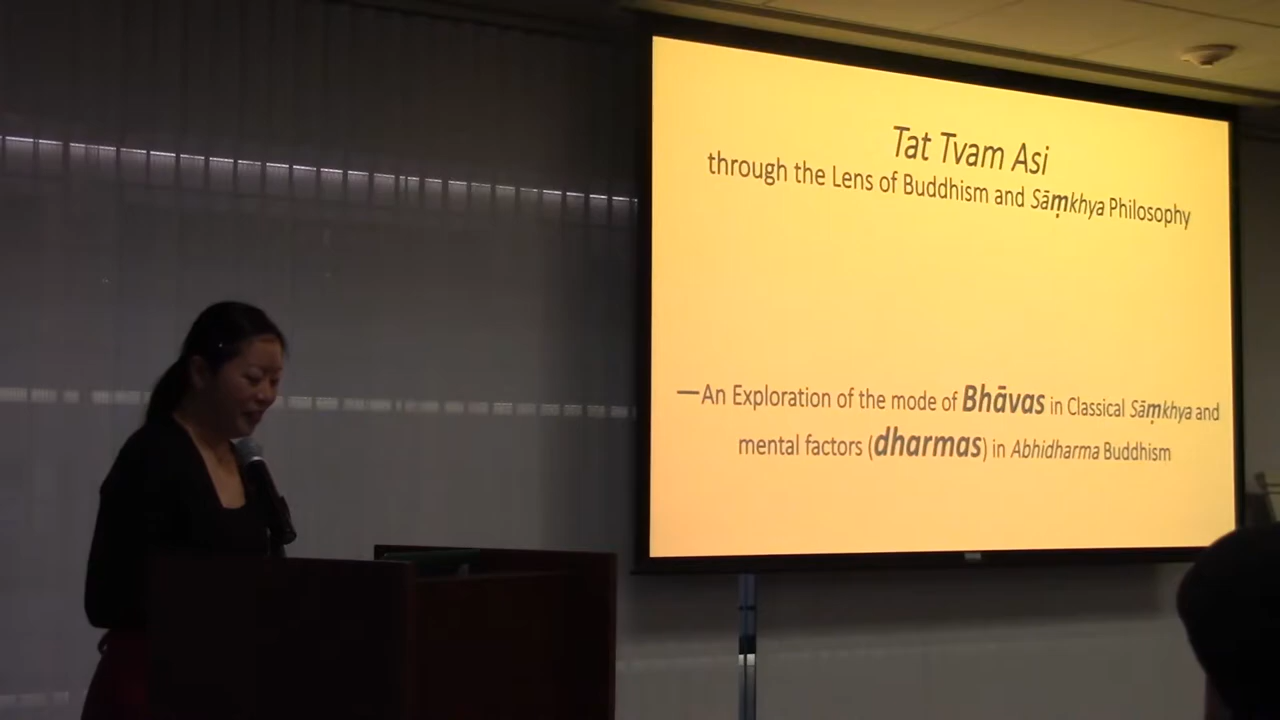 Tat Tvam Asi
through the Lens of Buddhism and Sāṃkhya Philosophy
—An Exploration of the mode of Bhāvas in Classical Sāṃkhya and
mental factors (dharmas) in Abhidharma Buddhism